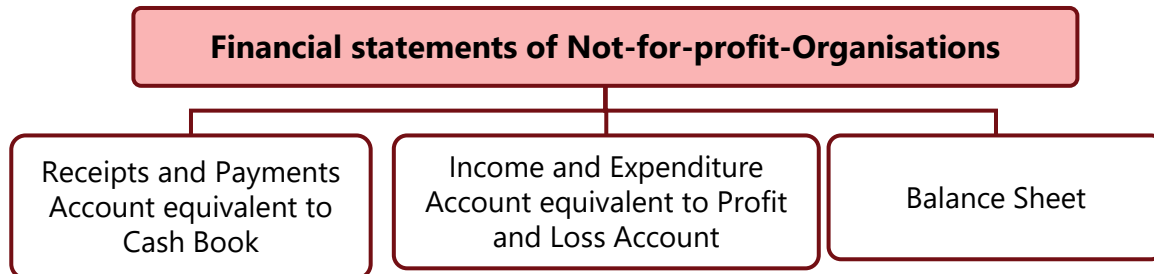 Financial statements of Not-for-profit-Organisations
Receipts and Payments
Account equivalent to
Cash Book
Income and Expenditure
Account equivalent to Profit
and Loss Account
Balance Sheet